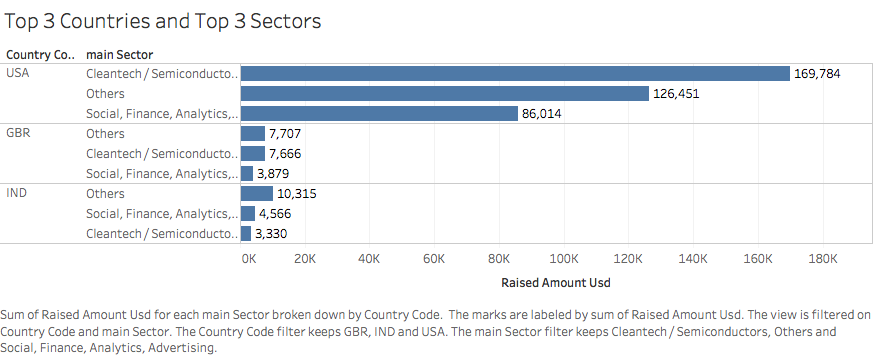 Top 3 Countries and Top 3 Sectors
Country Co.. main Sector
USA Cleantech / Semiconducto.. 169,784
Others 126,451
Social, Finance, Analytics,.. 86,014
GBR Others 7,707
Cleantech / Semiconducto.. 7,666
Social, Finance, Analytics,.. 3,879
IND Others 10,315
Social, Finance, Analytics,.. 4,566
Cleantech / Semiconducto.. 3,330
0K 20K 40K 60K 80K 100K 120K 140K 160K 180K
Raised Amount Usd
Sum of Raised Amount Usd for each main Sector broken down by Country Code. The marks are labeled by sum of Raised Amount Usd. The view is filtered on
Country Code and main Sector. The Country Code filter keeps GBR, IND and USA. The main Sector filter keeps Cleantech / Semiconductors, Others and
Social, Finance, Analytics, Advertising.